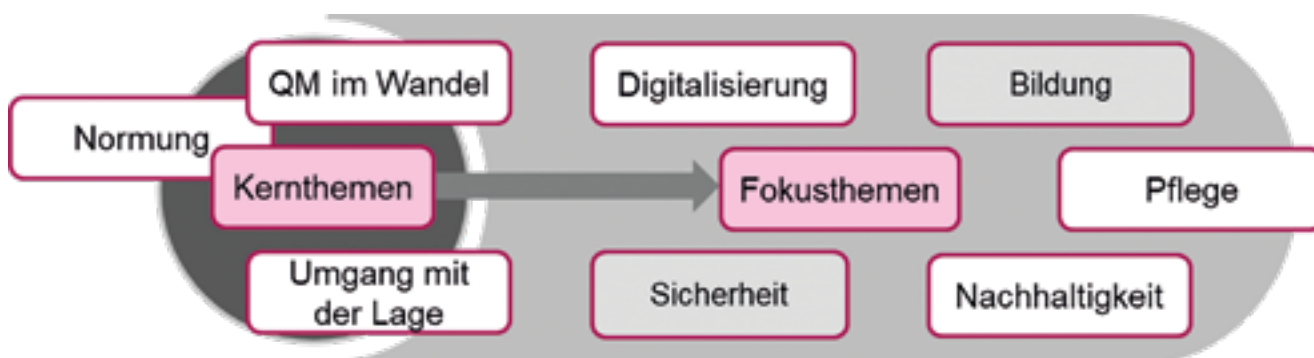 QM im Wandel
Digitalisierung
Bildung
Normung
Kernthemen
Fokusthemen
Pflege
Umgang mit
der Lage
Sicherheit
Nachhaltigkeit